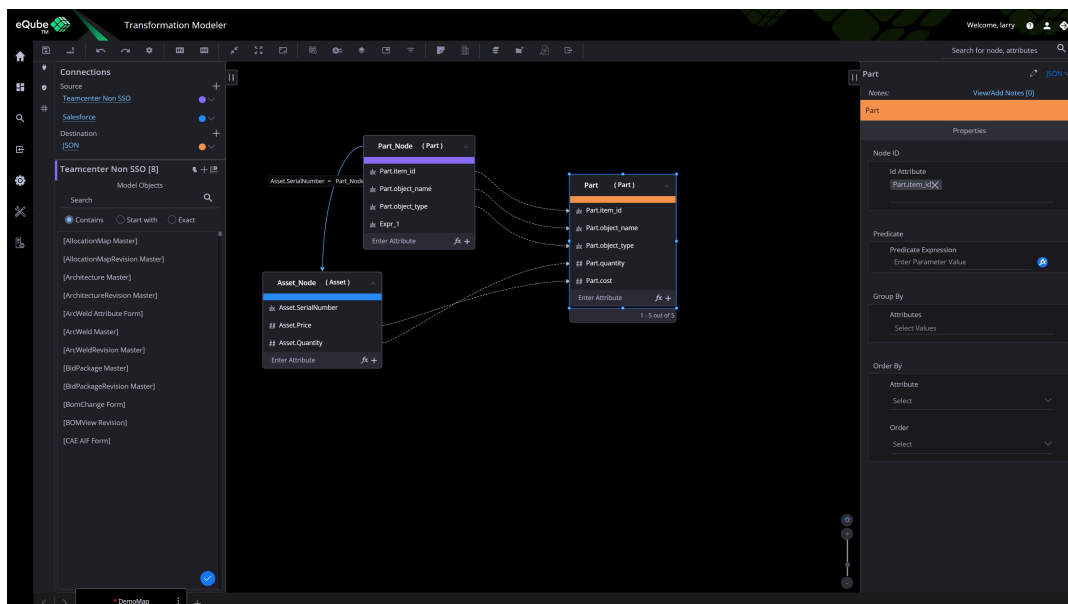 eQube
TM
Transformation Modeler
Welcome, larry
Search for node, attributes
Connections
Source
Teamcenter Non SSO
Salesforce
Destination
JSON
Teamcenter Non SSO [8]
Model Objects
Search
Contains
Start with
Exact
[AllocationMap Master]
[AllocationMapRevision Master]
[Architecture Master]
[ArchitectureRevision Master]
[ArcWeld Attribute Form]
[ArcWeld Master]
[ArcWeldRevision Master]
[BidPackage Master]
[BidPackageRevision Master]
[BomChange Form]
[BOMView Revision]
[CAE AIF Form]
* DemoMap
Asset.SerialNumber = Part_Node
Part_Node (Part)
Part.item_id
Part.object_name
Part.object_type
Expr_1
Enter Attribute fx +
Asset_Node (Asset)
Asset.SerialNumber
## Asset.Price
## Asset.Quantity
Enter Attribute fx +
Part (Part)
Part.item_id
Part.object_name
Part.object_type
## Part.quantity
## Part.cost
Enter Attribute fx +
1 - 5 out of 5
Part
JSON
Notes:
View/Add Notes [0]
Part
Properties
Node ID
Id Attribute
Part.item_id
Predicate
Predicate Expression
Enter Parameter Value
fx
Group By
Attributes
Select Values
Order By
Attribute
Select
Order
Select